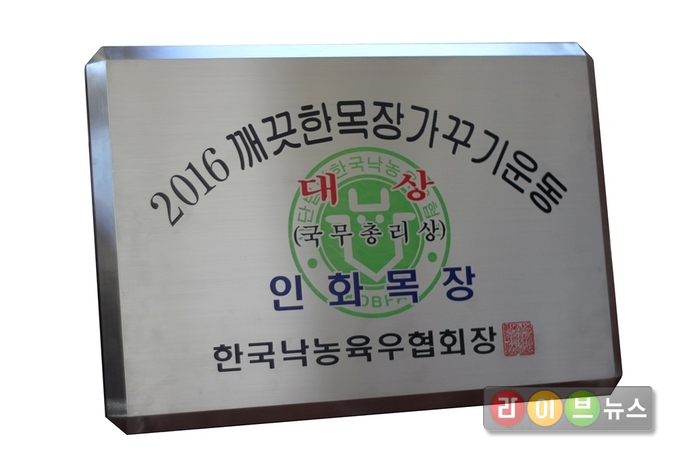 2016 깨끗한목장가꾸기운동
대 상
(국무총리상)
인화목장
한국낙농육우협회장
라이브뉴스